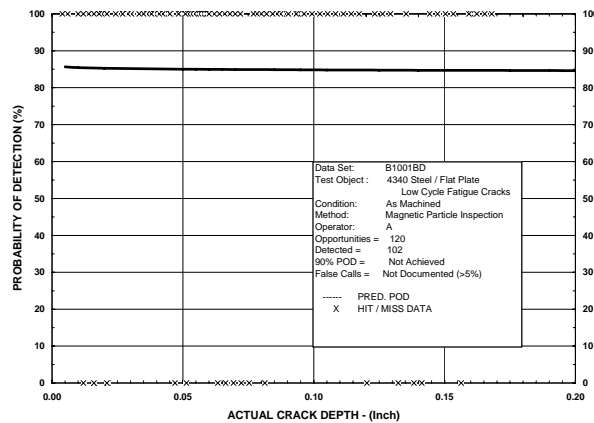 100
90
80
70
60
50
40
30
20
10
0
100
90
80
70
60
50
40
30
20
10
0
PROBABILITY OF DETECTION (%)
Data Set: B1001BD
Test Object : 4340 Steel / Flat Plate
Low Cycle Fatigue Cracks
Condition: As Machined
Method: Magnetic Particle Inspection
Operator: A
Opportunities = 120
Detected = 102
90% POD = Not Achieved
False Calls = Not Documented (>5%)
------ PRED. POD
X HIT / MISS DATA
0.00 0.05 0.10 0.15 0.20
ACTUAL CRACK DEPTH - (Inch)